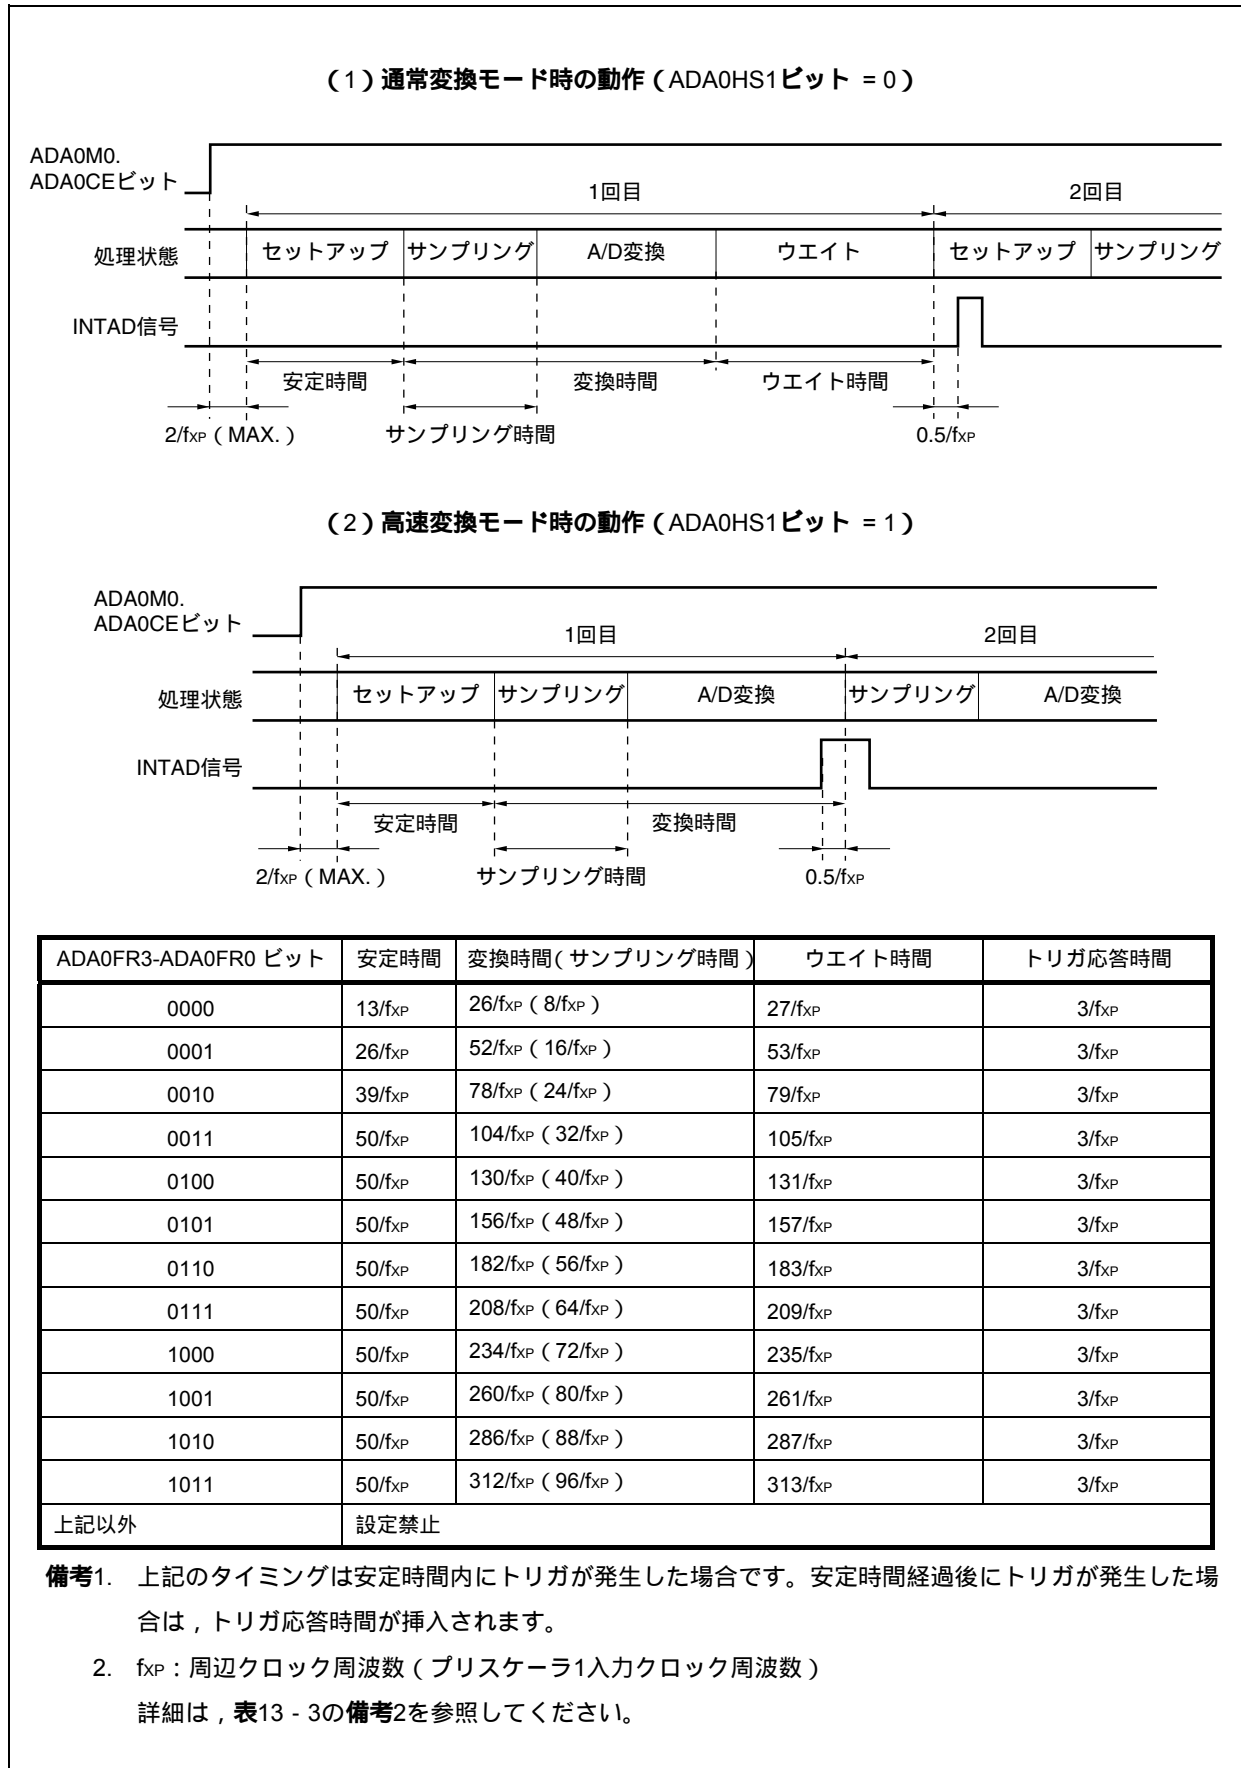 （1）通常変換モード時の動作（ADA0HS1ビット = 0）
ADA0M0.
ADA0CEビット
1回目
2回目
処理状態
セットアップ
サンプリング
A/D変換
ウエイト
セットアップ
サンプリング
INTAD信号
安定時間
変換時間
ウエイト時間
2/fXP（MAX.）
サンプリング時間
0.5/fXP
（2）高速変換モード時の動作（ADA0HS1ビット = 1）
ADA0M0.
ADA0CEビット
1回目
2回目
処理状態
セットアップ
サンプリング
A/D変換
サンプリング
A/D変換
INTAD信号
安定時間
変換時間
2/fXP（MAX.）
サンプリング時間
0.5/fXP
ADA0FR3-ADA0FR0 ビット 安定時間 変換時間（サンプリング時間） ウエイト時間 トリガ応答時間
0000 13/fXP 26/fXP（8/fXP） 27/fXP 3/fXP
0001 26/fXP 52/fXP（16/fXP） 53/fXP 3/fXP
0010 39/fXP 78/fXP（24/fXP） 79/fXP 3/fXP
0011 50/fXP 104/fXP（32/fXP） 105/fXP 3/fXP
0100 50/fXP 130/fXP（40/fXP） 131/fXP 3/fXP
0101 50/fXP 156/fXP（48/fXP） 157/fXP 3/fXP
0110 50/fXP 182/fXP（56/fXP） 183/fXP 3/fXP
0111 50/fXP 208/fXP（64/fXP） 209/fXP 3/fXP
1000 50/fXP 234/fXP（72/fXP） 235/fXP 3/fXP
1001 50/fXP 260/fXP（80/fXP） 261/fXP 3/fXP
1010 50/fXP 286/fXP（88/fXP） 287/fXP 3/fXP
1011 50/fXP 312/fXP（96/fXP） 313/fXP 3/fXP
上記以外 設定禁止
備考1. 上記のタイミングは安定時間内にトリガが発生した場合です。安定時間経過後にトリガが発生した場
合は，トリガ応答時間が挿入されます。
2. fXP：周辺クロック周波数（プリスケーラ1入力クロック周波数）
詳細は，表13 - 3の備考2を参照してください。